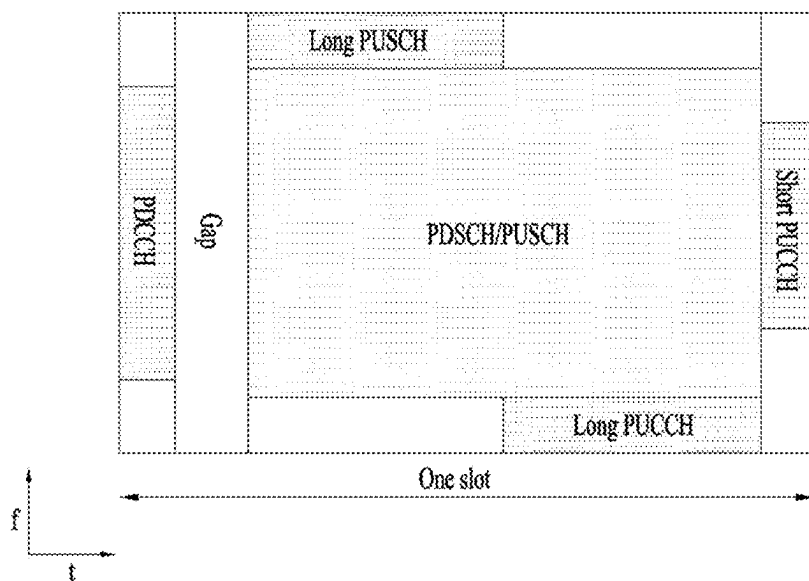 Long PUSCH
PDCCH
Gap
PDSCH/PUSCH
Short PUCCH
Long PUCCH
One slot
f
t